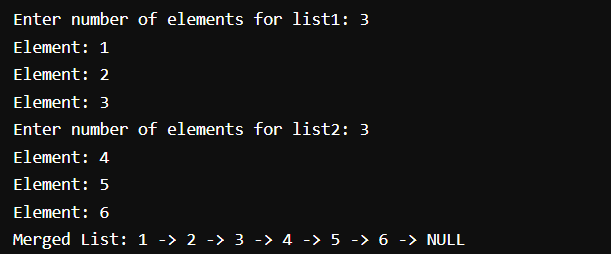 Enter number of elements for list1: 3
Element: 1
Element: 2
Element: 3
Enter number of elements for list2: 3
Element: 4
Element: 5
Element: 6
Merged List: 1 -> 2 -> 3 -> 4 -> 5 -> 6 -> NULL